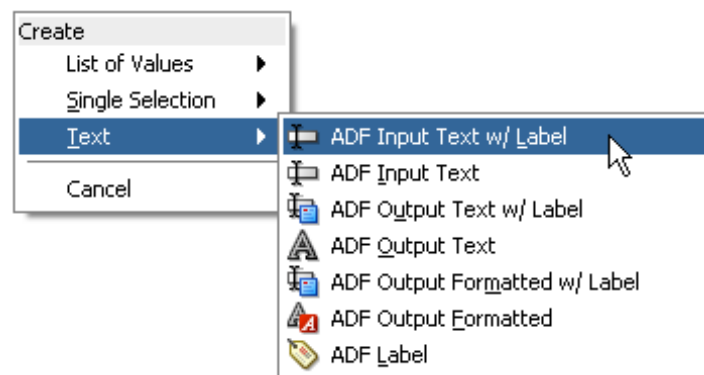 Create
List of Values
Single Selection
Text
Cancel
ADF Input Text w/ Label
ADF Input Text
ADF Output Text w/ Label
ADF Output Text
ADF Output Formatted w/ Label
ADF Output Formatted
ADF Label